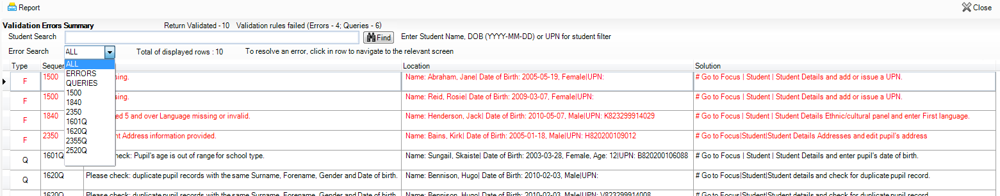 Report Close
Validation Errors Summary Return Validated - 10 Validation rules failed (Errors - 4; Queries - 6)
Student Search Find Enter Student Name, DOB (YYYY-MM-DD) or UPN for student filter
Error Search ALL Total of displayed rows : 10 To resolve an error, click in row to navigate to the relevant screen
Type Location Solution
ALL
ERRORS
QUERIES
1500
1840
2350
1601Q
1620Q
2355Q
2520Q
F 1500 Name: Abraham, Jane| Date of Birth: 2005-05-19, Female|UPN: # Go to Focus | Student | Student Details and add or issue a UPN.
F 1500 Name: Reid, Rosie| Date of Birth: 2009-03-07, Female|UPN: # Go to Focus | Student | Student Details and add or issue a UPN.
F 1840 5 and over Language missing or invalid. Name: Henderson, Jack| Date of Birth: 2010-05-07, Male|UPN: K823299914029 # Go to Focus | Student | Student Details Ethnic/cultural panel and enter First language.
F 2350 Address information provided. Name: Bains, Kirk| Date of Birth: 2005-01-18, Male|UPN: H820200109012 # Go to Focus|Student|Student Details Addresses and edit pupil's address
Q 1601Q check: Pupil's age is out of range for school type. Name: Sungail, Skaiste| Date of Birth: 2003-03-28, Female, Age: 12|UPN: B820200106088 # Go to Focus | Student | Student Details and enter pupil's date of birth.
Q 1620Q Please check: duplicate pupil records with the same Surname, Forename, Gender and Date of birth. Name: Bennison, Hugo| Date of Birth: 2010-02-03, Male|UPN: # Go to Focus|Student|Student details and check for duplicate pupil record.
1620Q Please check: duplicate pupil records with the same Surname, Forename, Gender and Date of birth. Name: Bennison, Hugo| Date of Birth: 2010-02-03, Male|UPN: V823299914008 # Go to Focus|Student|Student details and check for duplicate pupil record.